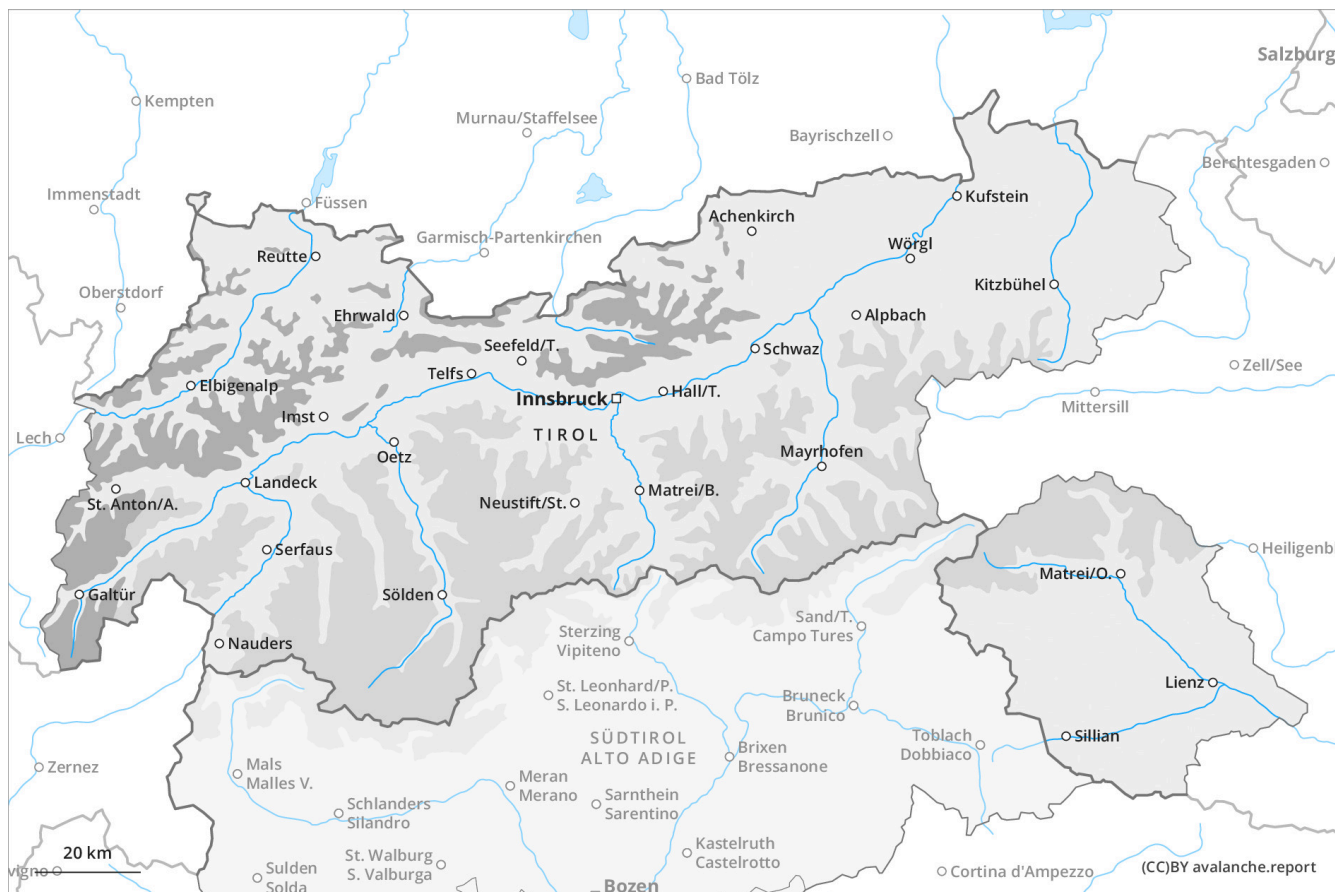 Salzburg
Bad Tölz
Kempten
Murnau/Staffelsee
Bayrischzell
Berchtesgaden
Immenstadt
Füssen
Kufstein
Achenkirch
Garmisch-Partenkirchen
Wörgl
Reutte
Kitzbühel
Oberstdorf
Ehrwald
Alpbach
Seefeld/T.
Schwaz
Zell/See
Telfs
Elbigenalp
Hall/T.
Innsbruck
Mittersill
Imst
Lech
TIROL
Oetz
Mayrhofen
Landeck
Matrei/B.
St. Anton/A.
Neustift/St.
Serfaus
Heiligenb
Matrei/O.
Galtür
Sölden
Sand/T.
Campo Tures
Sterzing
Vipiteno
Nauders
Lienz
St. Leonhard/P.
S. Leonardo i. P.
Bruneck
Brunico
Sillian
Toblach
Dobbiaco
SÜDTIROL
ALTO ADIGE
Brixen
Bressanone
Zernez
Mals
Malles V.
Meran
Merano
Sarnthein
Sarentino
Schlanders
Silandro
Kastelruth
Castelrotto
20 km
St. Walburg
S. Valburga
vigno
Sulden
Solda
Cortina d'Ampezzo
(CC)BY avalanche.report
Bozen